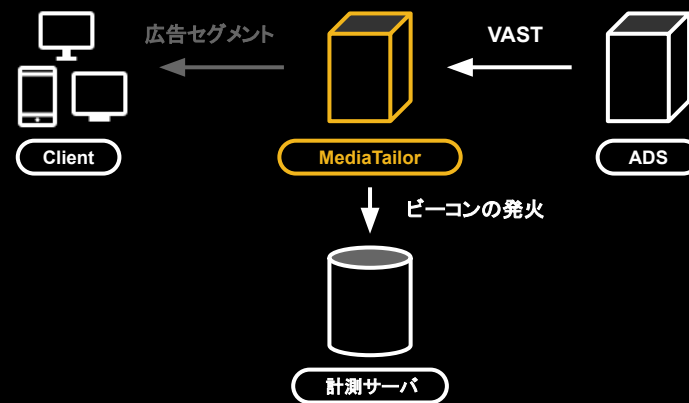 広告セグメント
VAST
Client
MediaTailor
ADS
ビーコンの発火
計測サーバ